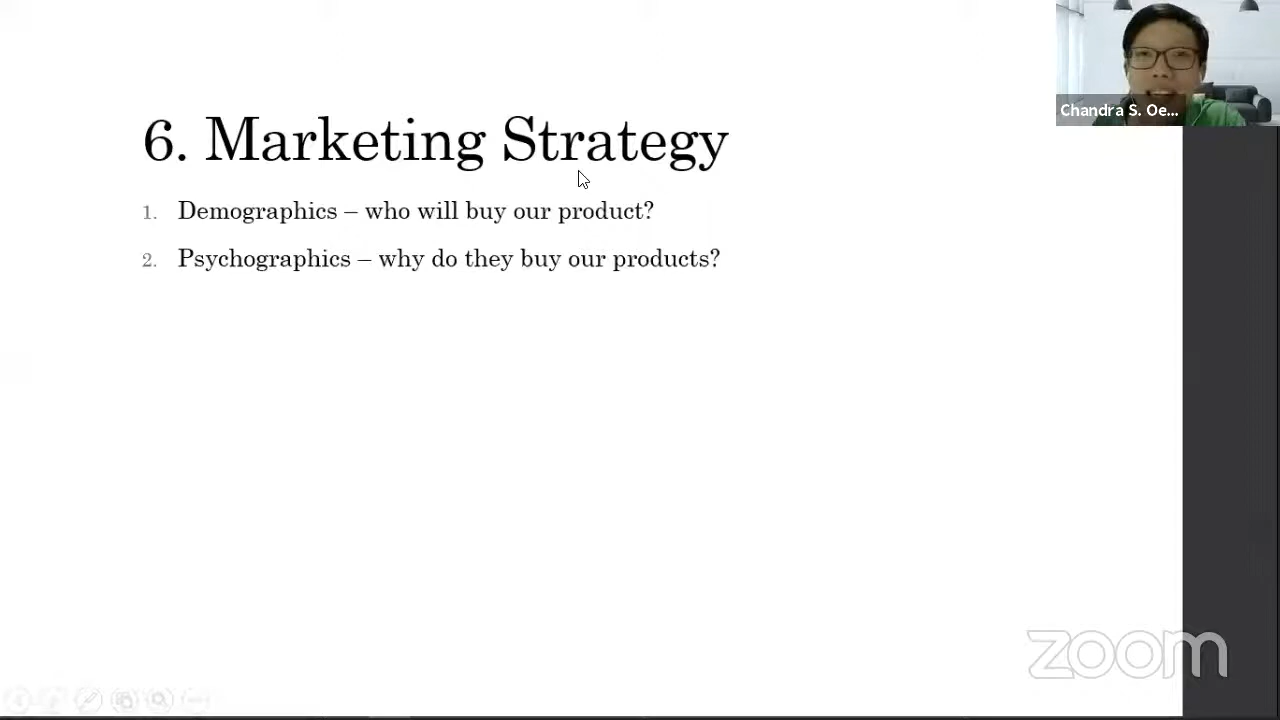 Chandra S. Oe...
6. Marketing Strategy
1. Demographics – who will buy our product?
2. Psychographics – why do they buy our products?
zoom